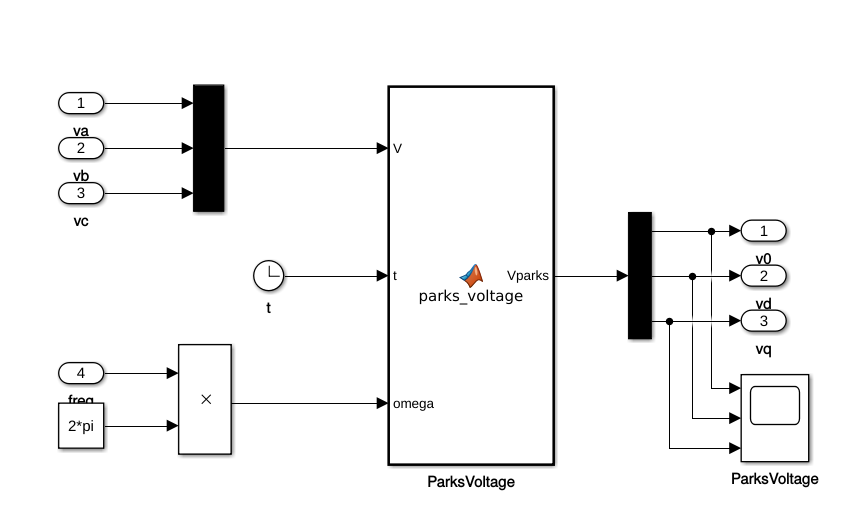 1
va
2
vb
3
vc
V
t
t
Vparks
parks_voltage
4
freq
2*pi
×
omega
ParksVoltage
1
v0
2
vd
3
vq
ParksVoltage